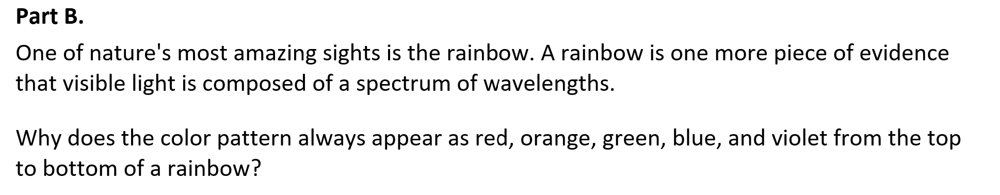 Part B.
One of nature's most amazing sights is the rainbow. A rainbow is one more piece of evidence
that visible light is composed of a spectrum of wavelengths.
Why does the color pattern always appear as red, orange, green, blue, and violet from the top
to bottom of a rainbow?